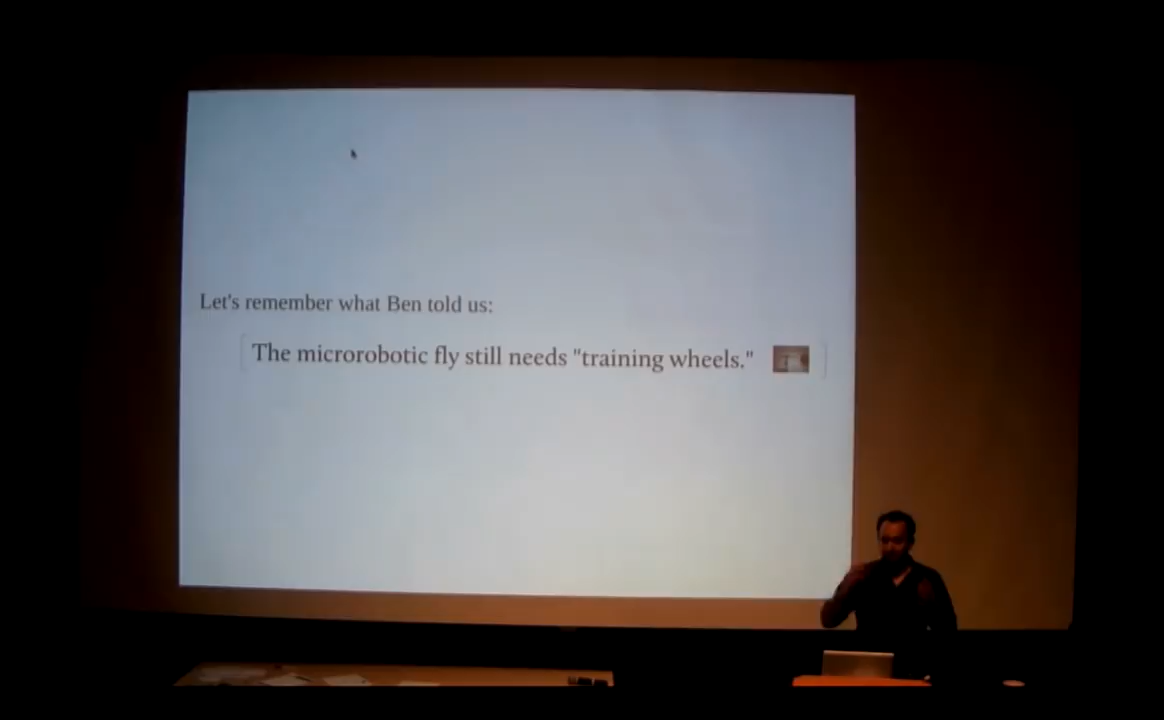 Let's remember what Ben told us:
The microrobotic fly still needs "training wheels."